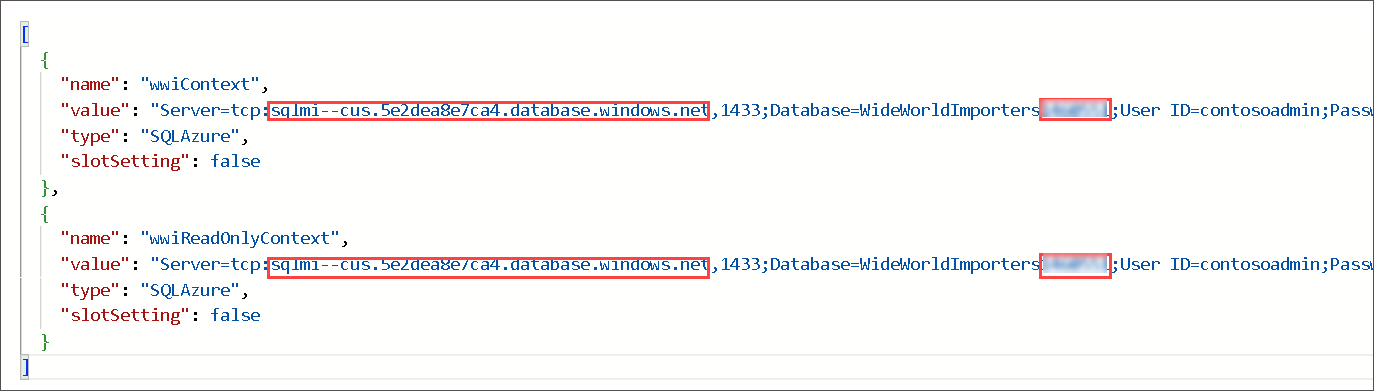 [
{
"name": "wwiContext",
"value": "Server=tcp:sqlmi--cus.5e2dea8e7ca4.database.windows.net,1433;Database=WideWorldImporters;User ID=contosoadmin;Passw
"type": "SQLAzure",
"slotSetting": false
},
{
"name": "wwiReadOnlyContext",
"value": "Server=tcp:sqlmi--cus.5e2dea8e7ca4.database.windows.net,1433;Database=WideWorldImporters;User ID=contosoadmin;Passw
"type": "SQLAzure",
"slotSetting": false
}
]